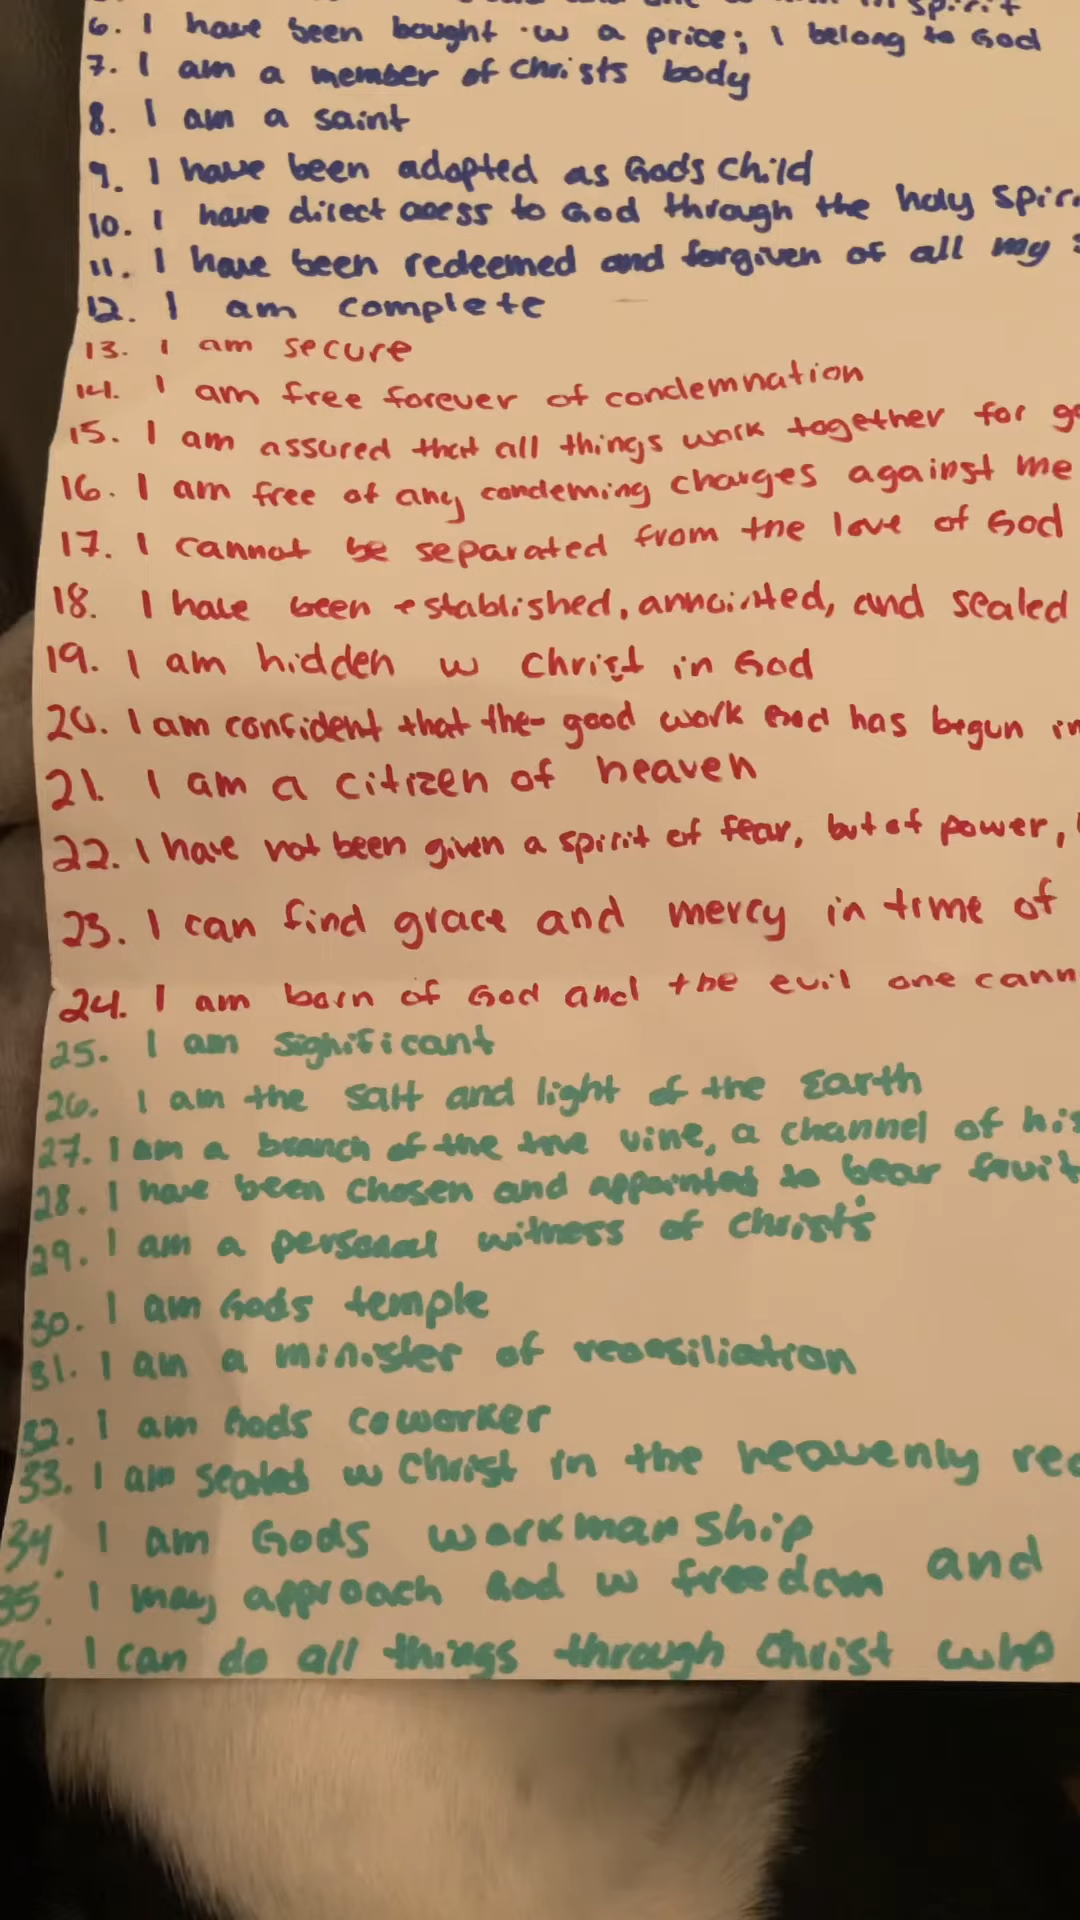 spirit
6. I have been bought w a price; I belong to God
7. I am a member of Christs body
8. I am a saint
9. I have been adopted as Gods child
10. I have direct acess to God through the holy
11. I have been redeemed and forgiven of all my
12. I am complete
13. I am secure
14. I am free forever of condemnation
15. I am assured that all things work together for
16. I am free of any condeming charges against me
17. I cannot be separated from the love of God
18. I have been established, annointed, and sealed
19. I am hidden w Christ in God
20. I am confident that the good work God has begun in
21. I am a citizen of heaven
22. I have not been given a spirit of fear, but of power,
23. I can find grace and mercy in time of
24. I am born of God and the evil one
25. I am significant
26. I am the salt and light of the Earth
27. I am a branch of the true vine, a channel of
28. I have been chosen and appointed to bear fruit
29. I am a personal witness of Christ's
30. I am Gods temple
31. I am a minister of
32. I am Gods coworker
33. I am sealed w Christ in the heavenly
34. I am Gods workmanship
35. I may approach God w freedom and
36. I can do all things through Christ who